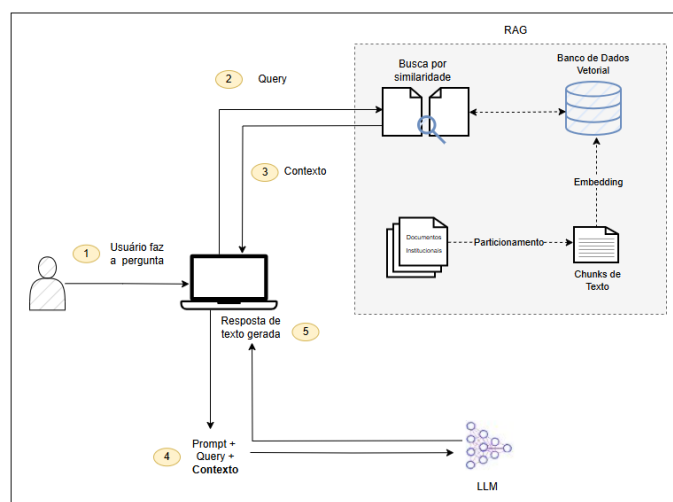 RAG
Busca por
similaridade
Banco de Dados
Vetorial
2
Query
3
Contexto
Embedding
Documentos
Institucionais
Particionamento
Chunks de
Texto
1
Usuário faz
a pergunta
Resposta de
texto gerada
5
4
Prompt +
Query +
Contexto
LLM